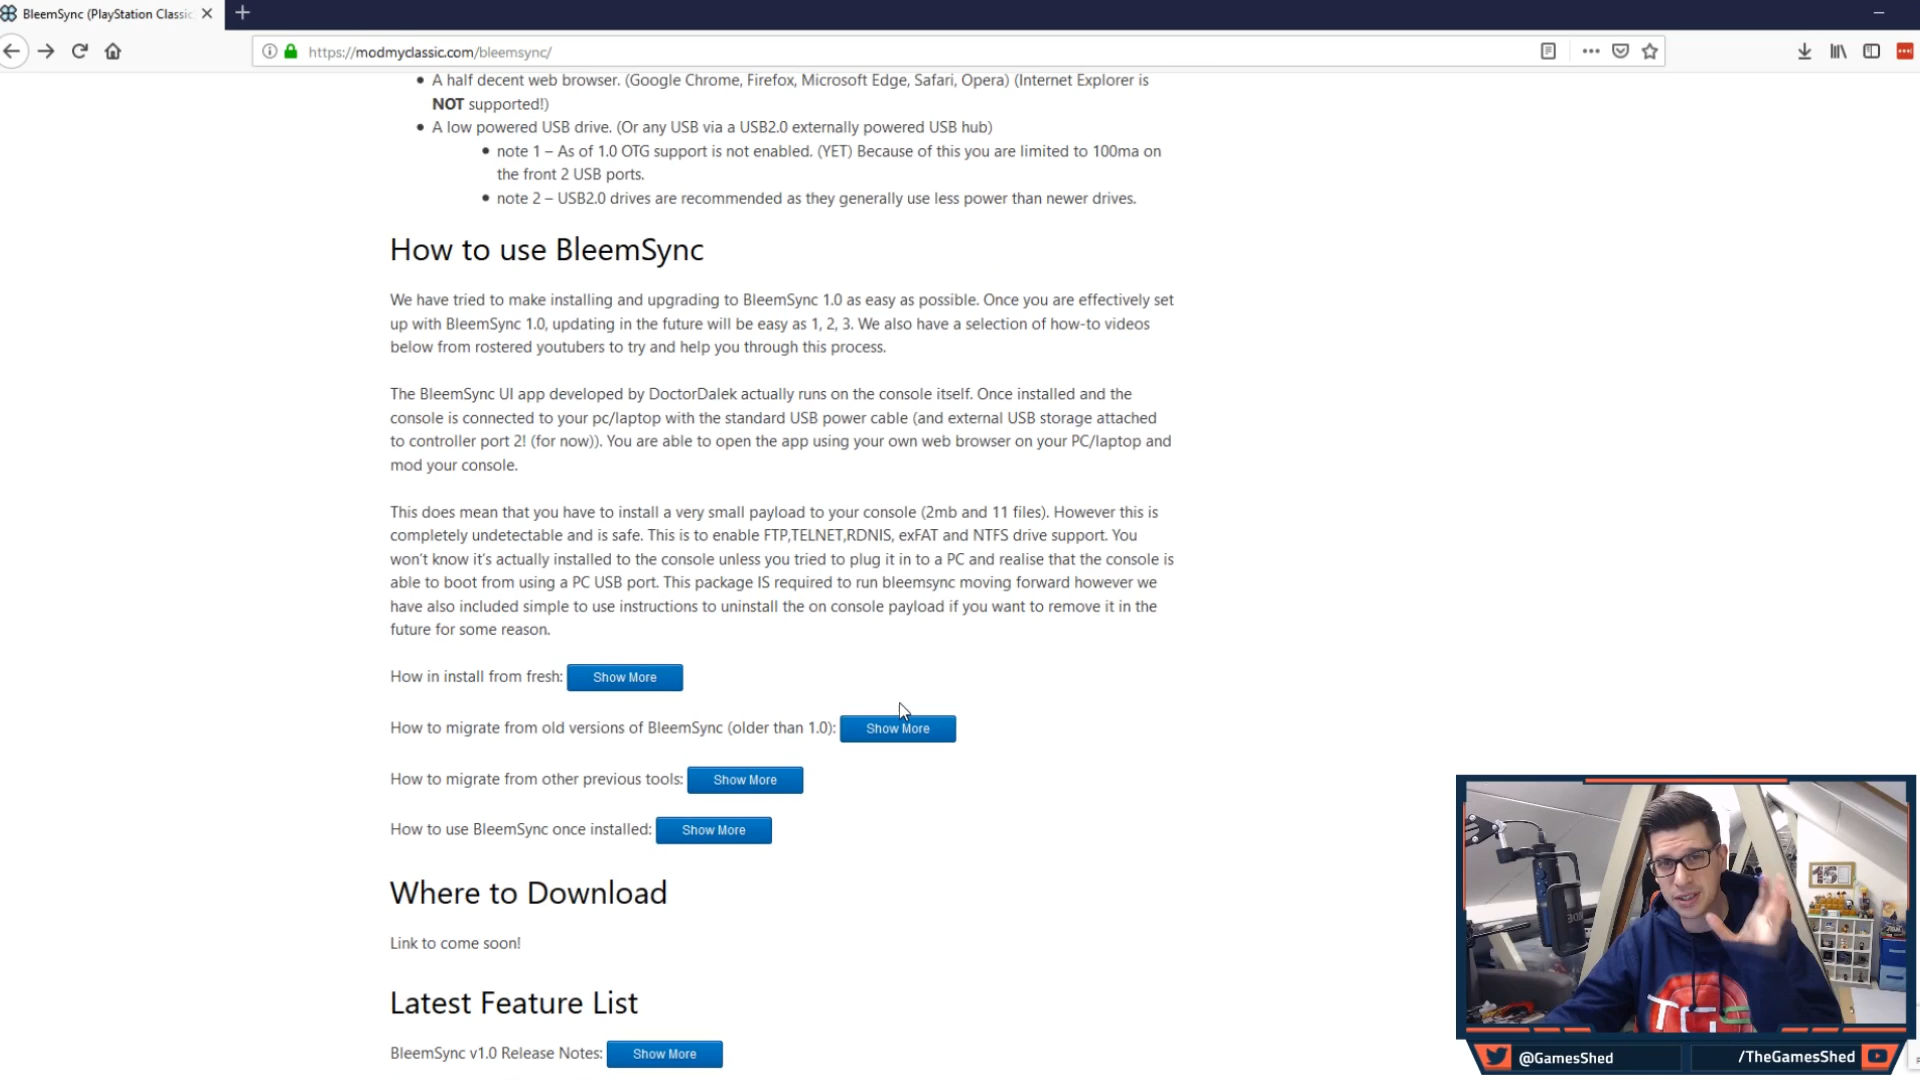 BleemSync (PlayStation Classic
https://modmyclassic.com/bleemsync/
A half decent web browser. (Google Chrome, Firefox, Microsoft Edge, Safari, Opera) (Internet Explorer is
NOT supported!)
A low powered USB drive. (Or any USB via a USB2.0 externally powered USB hub)
note 1 – As of 1.0 OTG support is not enabled. (YET) Because of this you are limited to 100ma on
the front 2 USB ports.
note 2 – USB2.0 drives are recommended as they generally use less power than newer drives.
How to use BleemSync
We have tried to make installing and upgrading to BleemSync 1.0 as easy as possible. Once you are effectively set
up with BleemSync 1.0, updating in the future will be easy as 1, 2, 3. We also have a selection of how-to videos
below from rostered youtubers to try and help you through this process.
The BleemSync UI app developed by DoctorDalek actually runs on the console itself. Once installed and the
console is connected to your pc/laptop with the standard USB power cable (and external USB storage attached
to controller port 2! (for now)). You are able to open the app using your own web browser on your PC/laptop and
mod your console.
This does mean that you have to install a very small payload to your console (2mb and 11 files). However this is
completely undetectable and is safe. This is to enable FTP,TELNET,RDNIS, exFAT and NTFS drive support. You
won't know it's actually installed to the console unless you tried to plug it in to a PC and realise that the console is
able to boot from using a PC USB port. This package IS required to run bleemsync moving forward however we
have also included simple to use instructions to uninstall the on console payload if you want to remove it in the
future for some reason.
How in install from fresh: Show More
How to migrate from old versions of BleemSync (older than 1.0): Show More
How to migrate from other previous tools: Show More
How to use BleemSync once installed: Show More
Where to Download
Link to come soon!
Latest Feature List
BleemSync v1.0 Release Notes: Show More
RODE
15
TGS
@GamesShed
/TheGamesShed